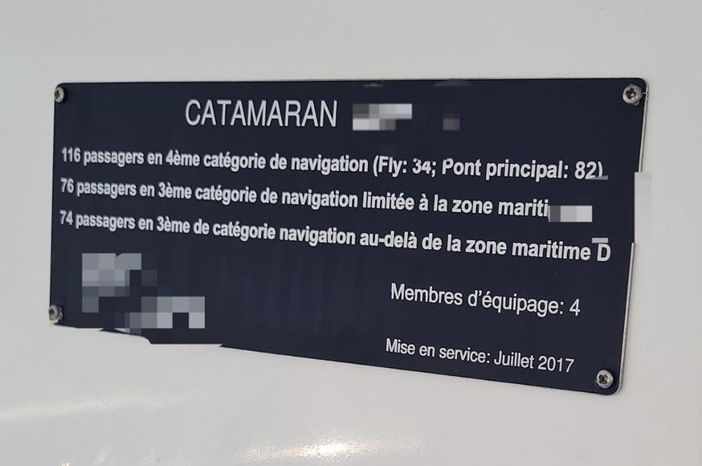 CATAMARAN
116 passagers en 4ème catégorie de navigation (Fly: 34; Pont principal: 82)
76 passagers en 3ème catégorie de navigation limitée à la zone
74 passagers en 3ème de catégorie navigation au-delà de la zone maritime D
Membres d'équipage: 4
Mise en service: Juillet 2017